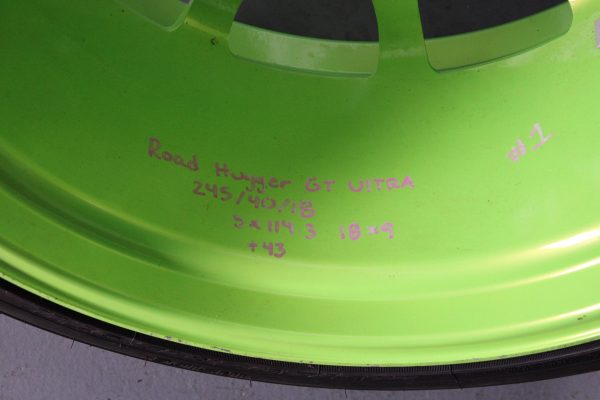 #1
Road Hugger GT ULTRA
245/40/18
5x114.3 18x9
+43